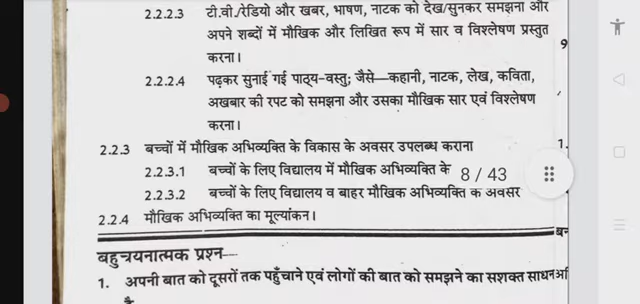 2.2.2.3 टी.वी./रेडियो और खबर, भाषण, नाटक को देख/सुनकर समझना और
अपने शब्दों में मौखिक और लिखित रूप में सार व विश्लेषण प्रस्तुत
करना।
9
2.2.2.4 पढ़कर सुनाई गई पाठ्य-वस्तु; जैसे—कहानी, नाटक, लेख, कविता,
अखबार की रपट को समझना और उसका मौखिक सार एवं विश्लेषण
करना।
2.2.3 बच्चों में मौखिक अभिव्यक्ति के विकास के अवसर उपलब्ध कराना
1.
2.2.3.1 बच्चों के लिए विद्यालय में मौखिक अभिव्यक्ति के
8 / 43
2.2.3.2 बच्चों के लिए विद्यालय व बाहर मौखिक अभिव्यक्ति के अवसर
2.2.4 मौखिक अभिव्यक्ति का मूल्यांकन।
बहुचयनात्मक प्रश्न—
1. अपनी बात को दूसरों तक पहुँचाने एवं लोगों की बात को समझने का सशक्त साधन
है